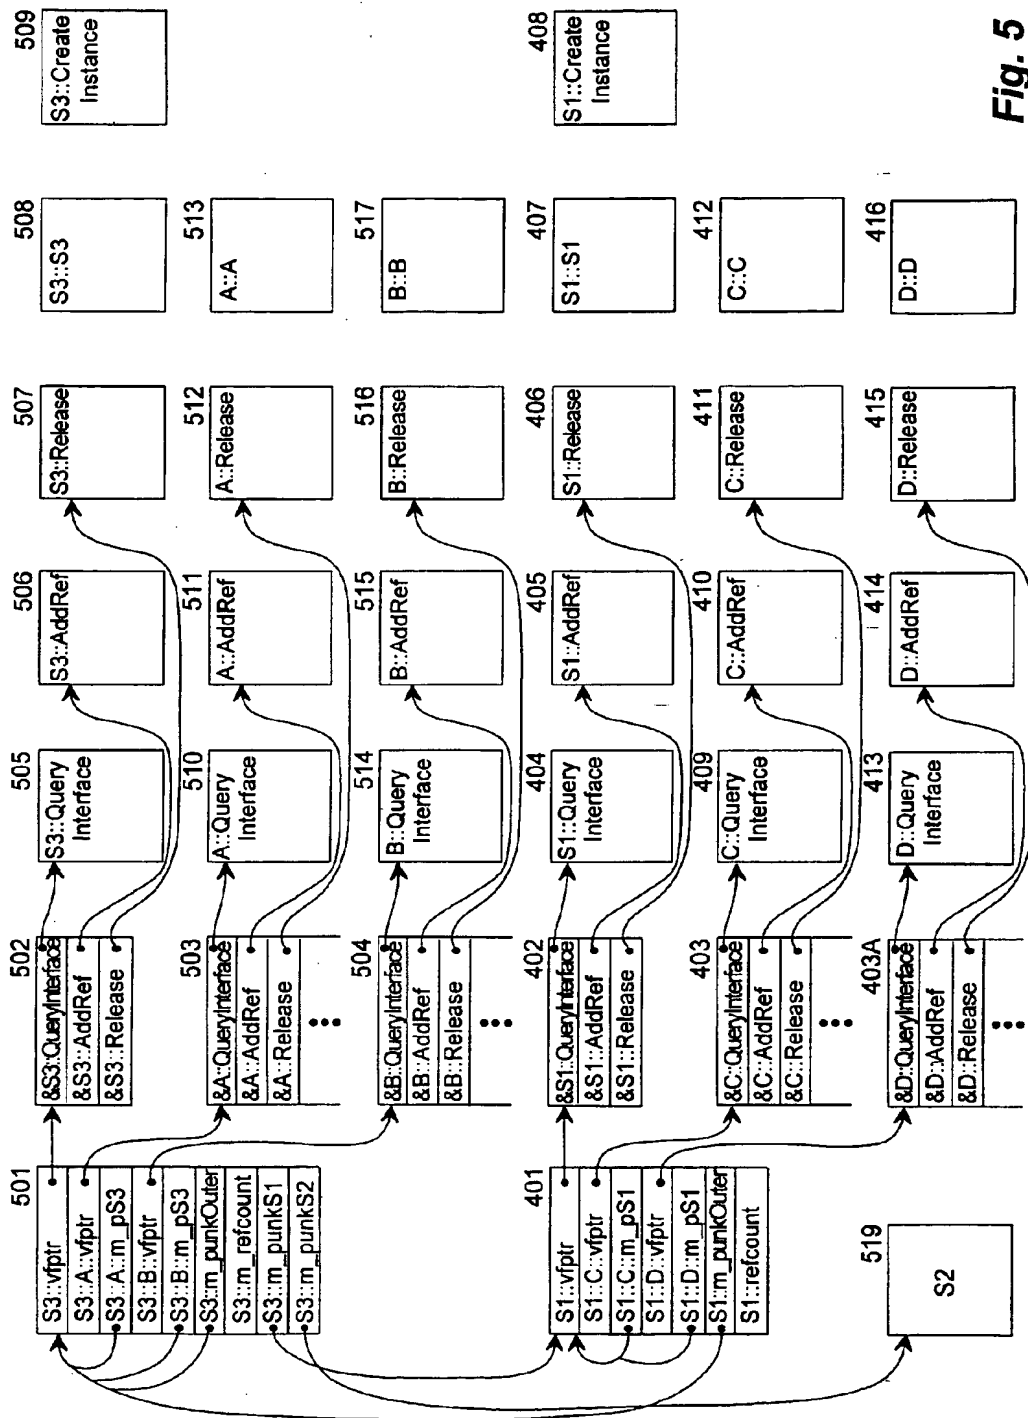 501
S3::vfptr
S3::A::vfptr
S3::A::m_pS3
S3::B::vfptr
S3::B::m_pS3
S3::m_punkOuter
S3::m_refcount
S3::m_punkS1
S3::m_punkS2
502
&S3::QueryInterface
&S3::AddRef
&S3::Release
505
S3::Query
Interface
506
S3::AddRef
507
S3::Release
508
S3::S3
509
S3::Create
Instance
503
&A::QueryInterface
&A::AddRef
&A::Release
510
A::Query
Interface
511
A::AddRef
512
A::Release
513
A::A
504
&B::QueryInterface
&B::AddRef
&B::Release
514
B::Query
Interface
515
B::AddRef
516
B::Release
517
B::B
401
S1::vfptr
S1::C::vfptr
S1::C::m_pS1
S1::D::vfptr
S1::D::m_pS1
S1::m_punkOuter
S1::refcount
402
&S1::QueryInterface
&S1::AddRef
&S1::Release
404
S1::Query
Interface
405
S1::AddRef
406
S1::Release
407
S1::S1
408
S1::Create
Instance
403
&C::QueryInterface
&C::AddRef
&C::Release
409
C::Query
Interface
410
C::AddRef
411
C::Release
412
C::C
519
S2
403A
&D::QueryInterface
&D::AddRef
&D::Release
413
D::Query
Interface
414
D::AddRef
415
D::Release
416
D::D
Fig. 5